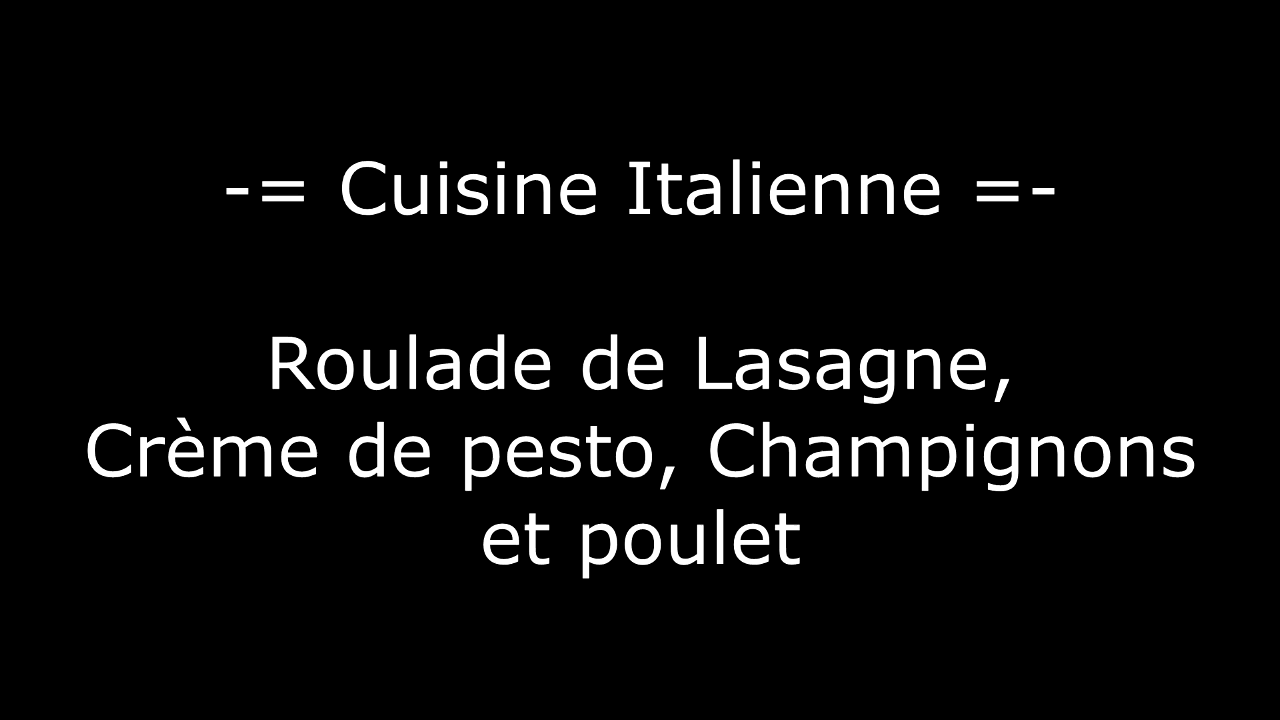 -= Cuisine Italienne =-
Roulade de Lasagne,
Crème de pesto, Champignons
et poulet